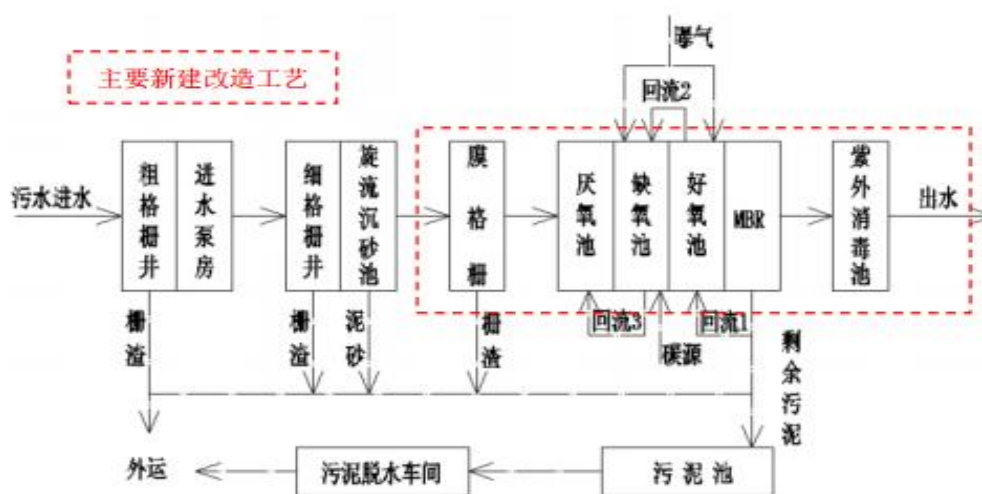 主要新建改造工艺
曝气
回流2
污水进水
粗格栅井
进水泵房
细格栅井
旋流沉砂池
膜格栅
厌氧池
缺氧池
好氧池
MBR
紫外消毒池
出水
栅渣
栅渣
泥砂
栅渣
回流3
碳源
回流1
剩余污泥
外运
污泥脱水车间
污泥池